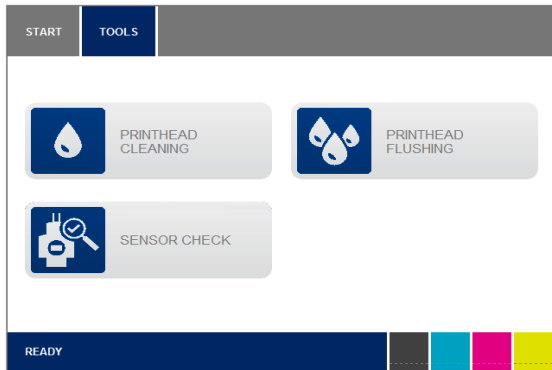 START
TOOLS
PRINTHEAD
CLEANING
PRINTHEAD
FLUSHING
SENSOR CHECK
READY